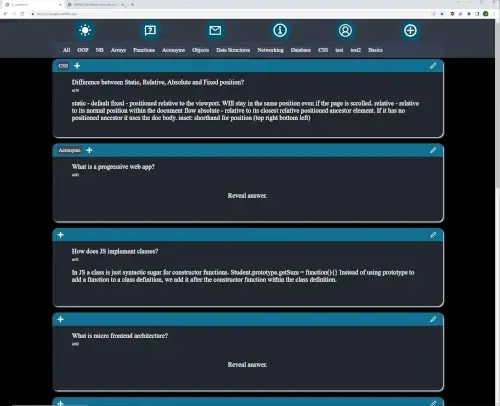 All OOP NB Arrays Functions Acronyms Objects Data Structures Networking Database CSS test test2 Basics
CSS
Difference between Static, Relative, Absolute and Fixed position?
static - default fixed - positioned relative to the viewport. Will stay in the same position even if the page is scrolled. relative - relative
to its normal position within the document flow absolute - relative to its closest relative positioned ancestor element. If it has no
positioned ancestor it uses the doc body. inset: shorthand for position (top right bottom left)
Acronyms
What is a progressive web app?
Reveal answer.
How does JS implement classes?
In JS a class is just syntactic sugar for constructor functions. Student.prototype.getSum = function(){} Instead of using prototype to
add a function to a class definition, we add it after the constructor function within the class definition.
What is micro frontend architecture?
Reveal answer.